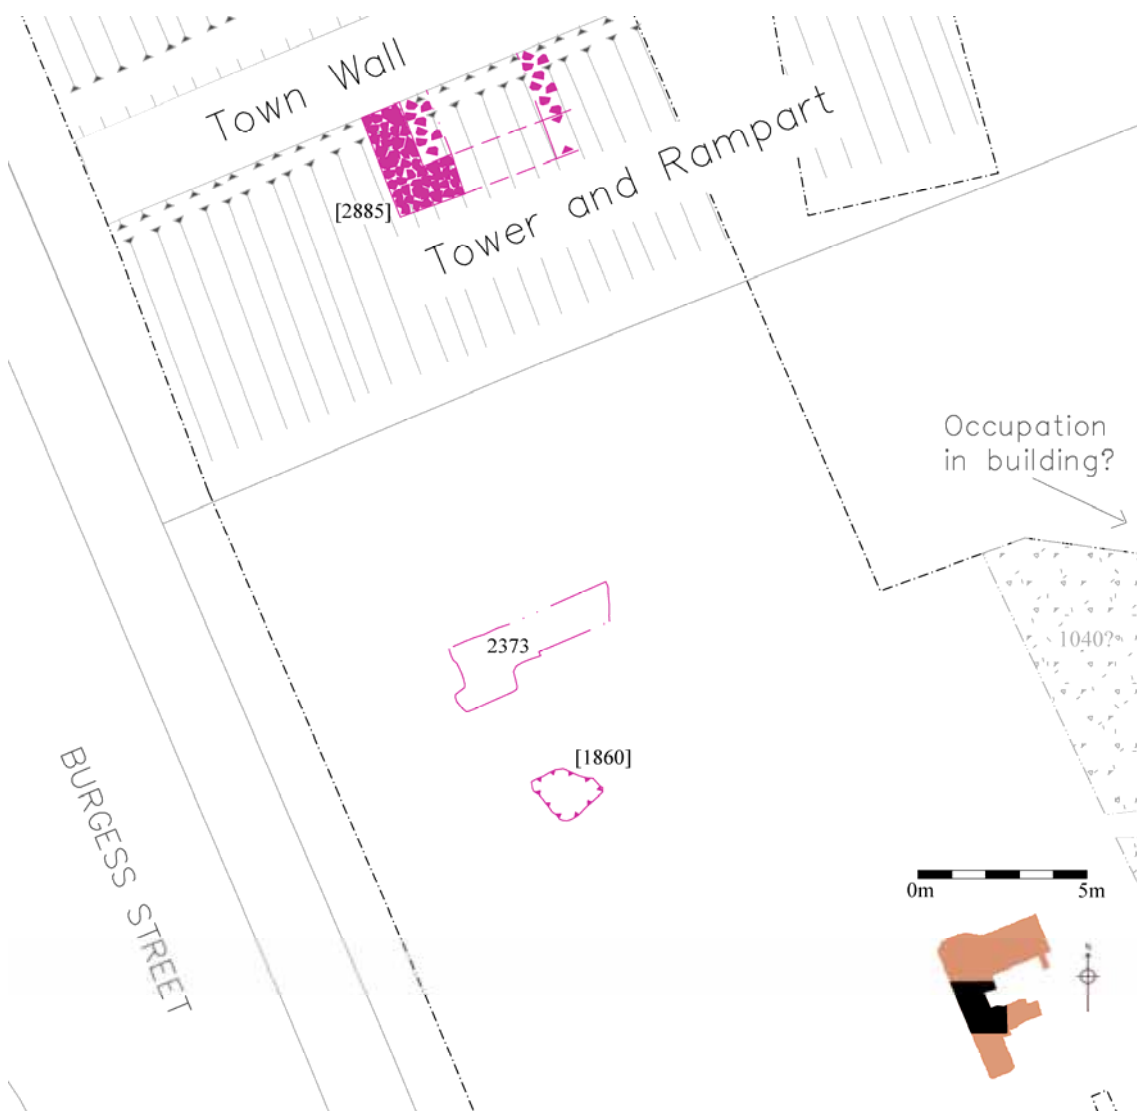 Town Wall
[2885]
Tower and Rampart
Occupation
in building?
1040?
2373
[1860]
BURGESS STREET
0m 5m